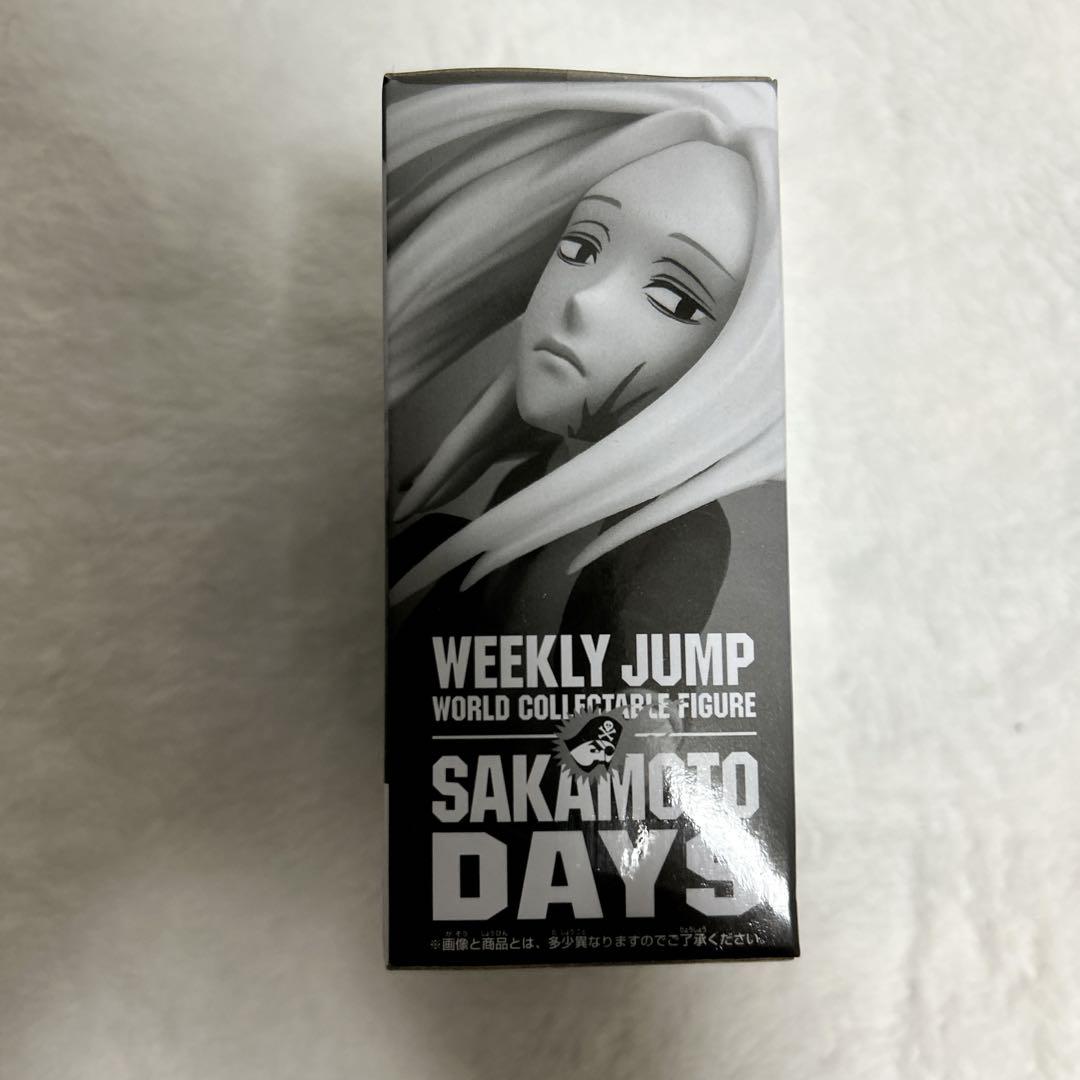 WEEKLY JUMP
WORLD COLLECTABLE FIGURE
SAKAMOTO
DAYS
※画像と商品とは、多少異なりますのでご了承ください。